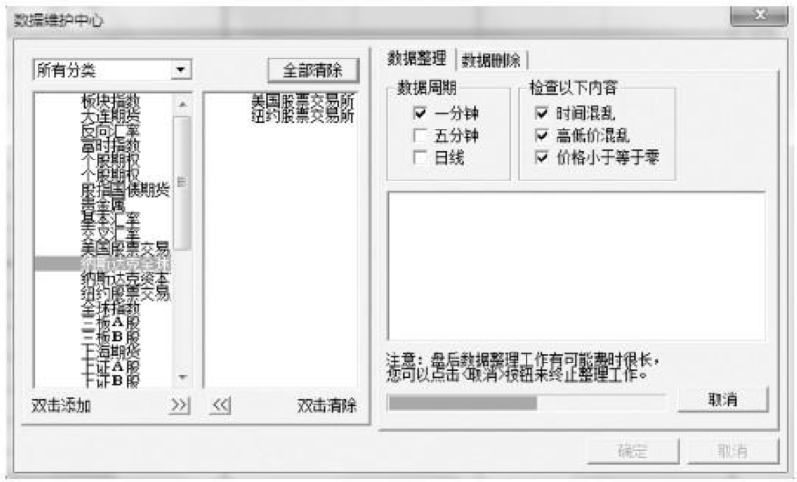 数据维护中心
所有分类
全部清除
板块指数
大连期货
反向汇率
富时指数
个股期权
个股期权
股指国债期货
贵金属
基本汇率
交叉汇率
美国股票交易
纳斯达克全球
纳斯达克资本
纽约股票交易
全球指数
三板A股
三板B股
上海期货
上证A股
上证B股
双击添加
>>
美国股票交易所
纽约股票交易所
<<
双击清除
数据整理
数据删除
数据周期
一分钟
五分钟
日线
检查以下内容
时间混乱
高低价混乱
价格小于等于零
注意：盘后数据整理工作有可能费时很长，
您可以点击<取消>按钮来终止整理工作。
取消
确定
取消